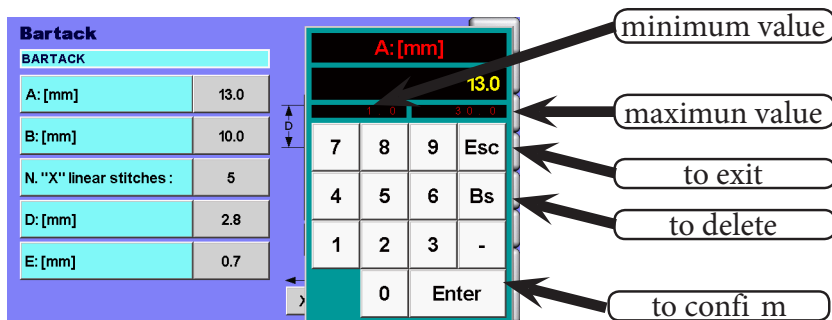 Bartack
BARTACK
A: [mm] 13.0
B: [mm] 10.0
N. "X" linear stitches : 5
D: [mm] 2.8
E: [mm] 0.7
D
X
A: [mm]
13.0
1.0 30.0
7 8 9 Esc
4 5 6 Bs
1 2 3 -
0 Enter
minimum value
maximun value
to exit
to delete
to confi m